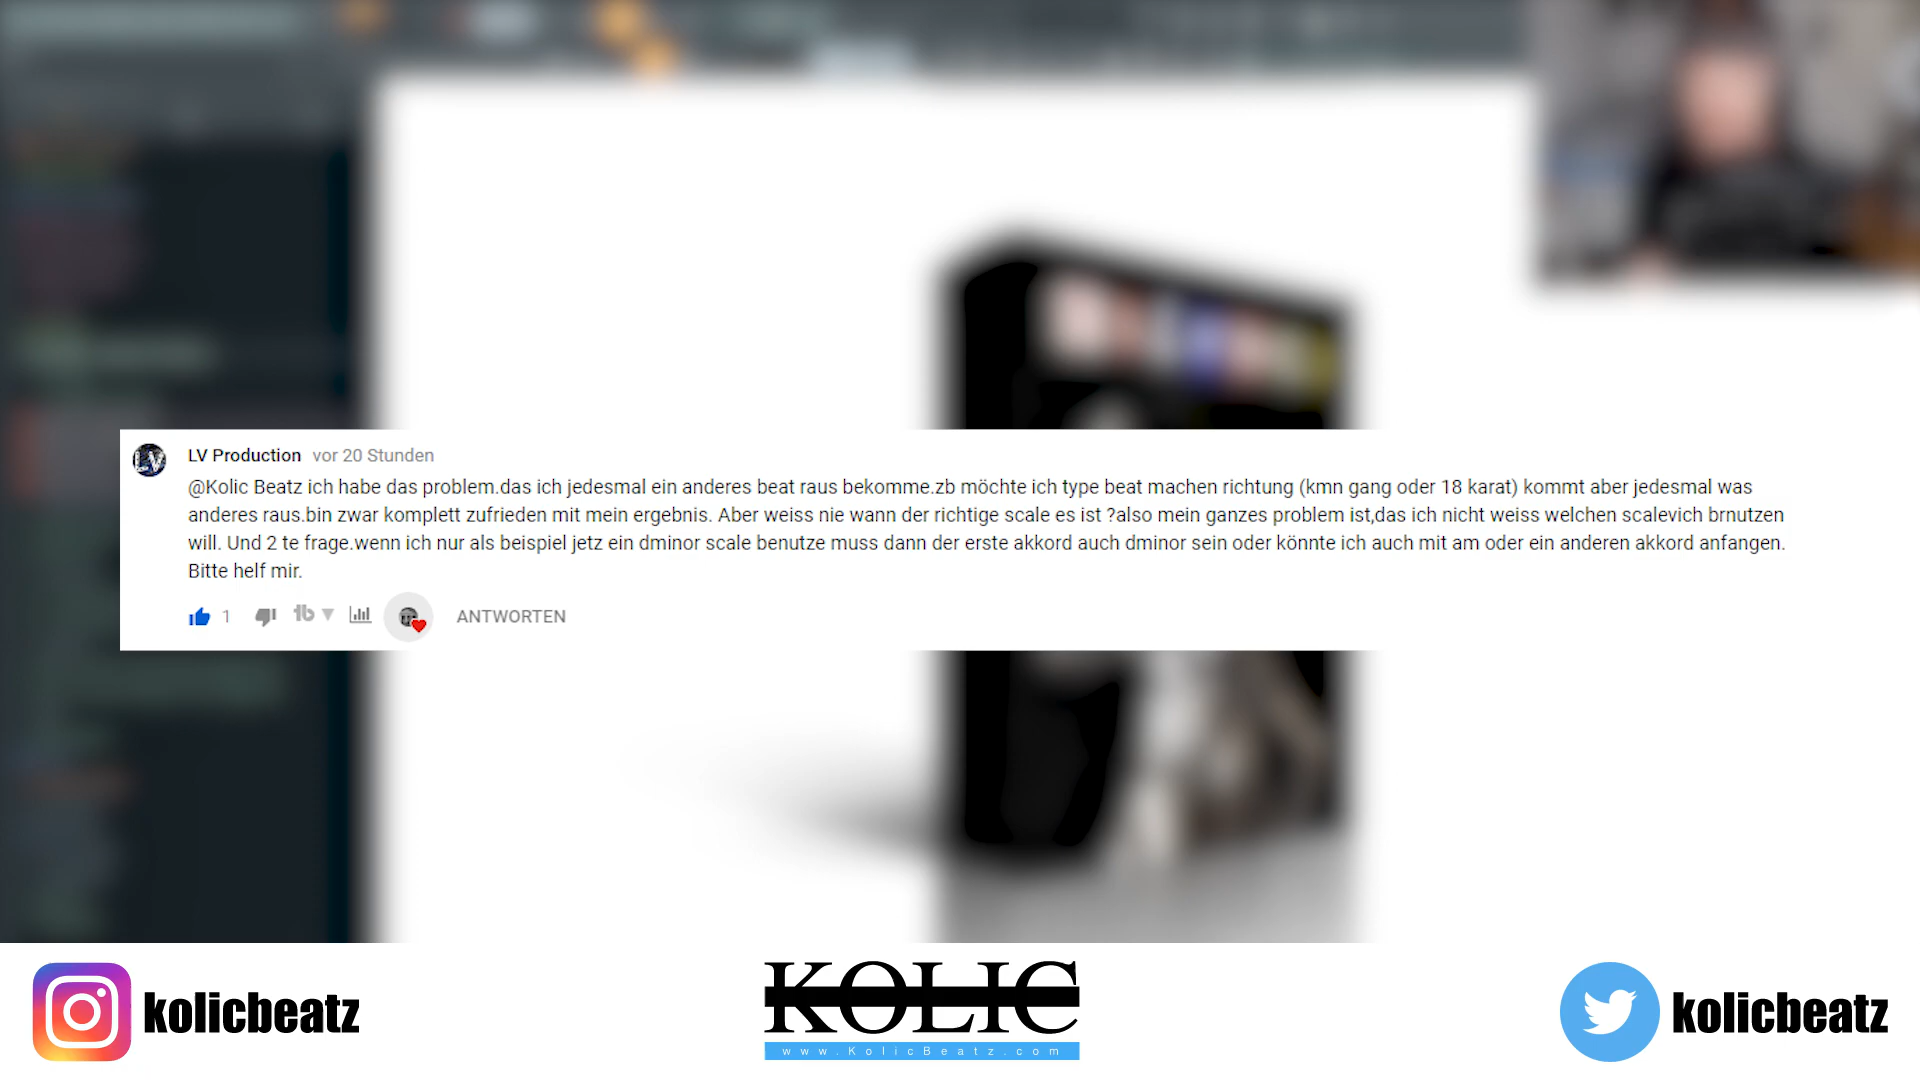 LV Production vor 20 Stunden
@Kolic Beatz ich habe das problem.das ich jedesmal ein anderes beat raus bekomme.zb möchte ich type beat machen richtung (kmn gang oder 18 karat) kommt aber jedesmal was
anderes raus.bin zwar komplett zufrieden mit mein ergebnis. Aber weiss nie wann der richtige scale es ist ?also mein ganzes problem ist,das ich nicht weiss welchen scalevich brnutzen
will. Und 2 te frage.wenn ich nur als beispiel jetz ein dminor scale benutze muss dann der erste akkord auch dminor sein oder könnte ich auch mit am oder ein anderen akkord anfangen.
Bitte helf mir.
1 ANTWORTEN
kolicbeatz
KOLIC
www.KolicBeatz.com
kolicbeatz